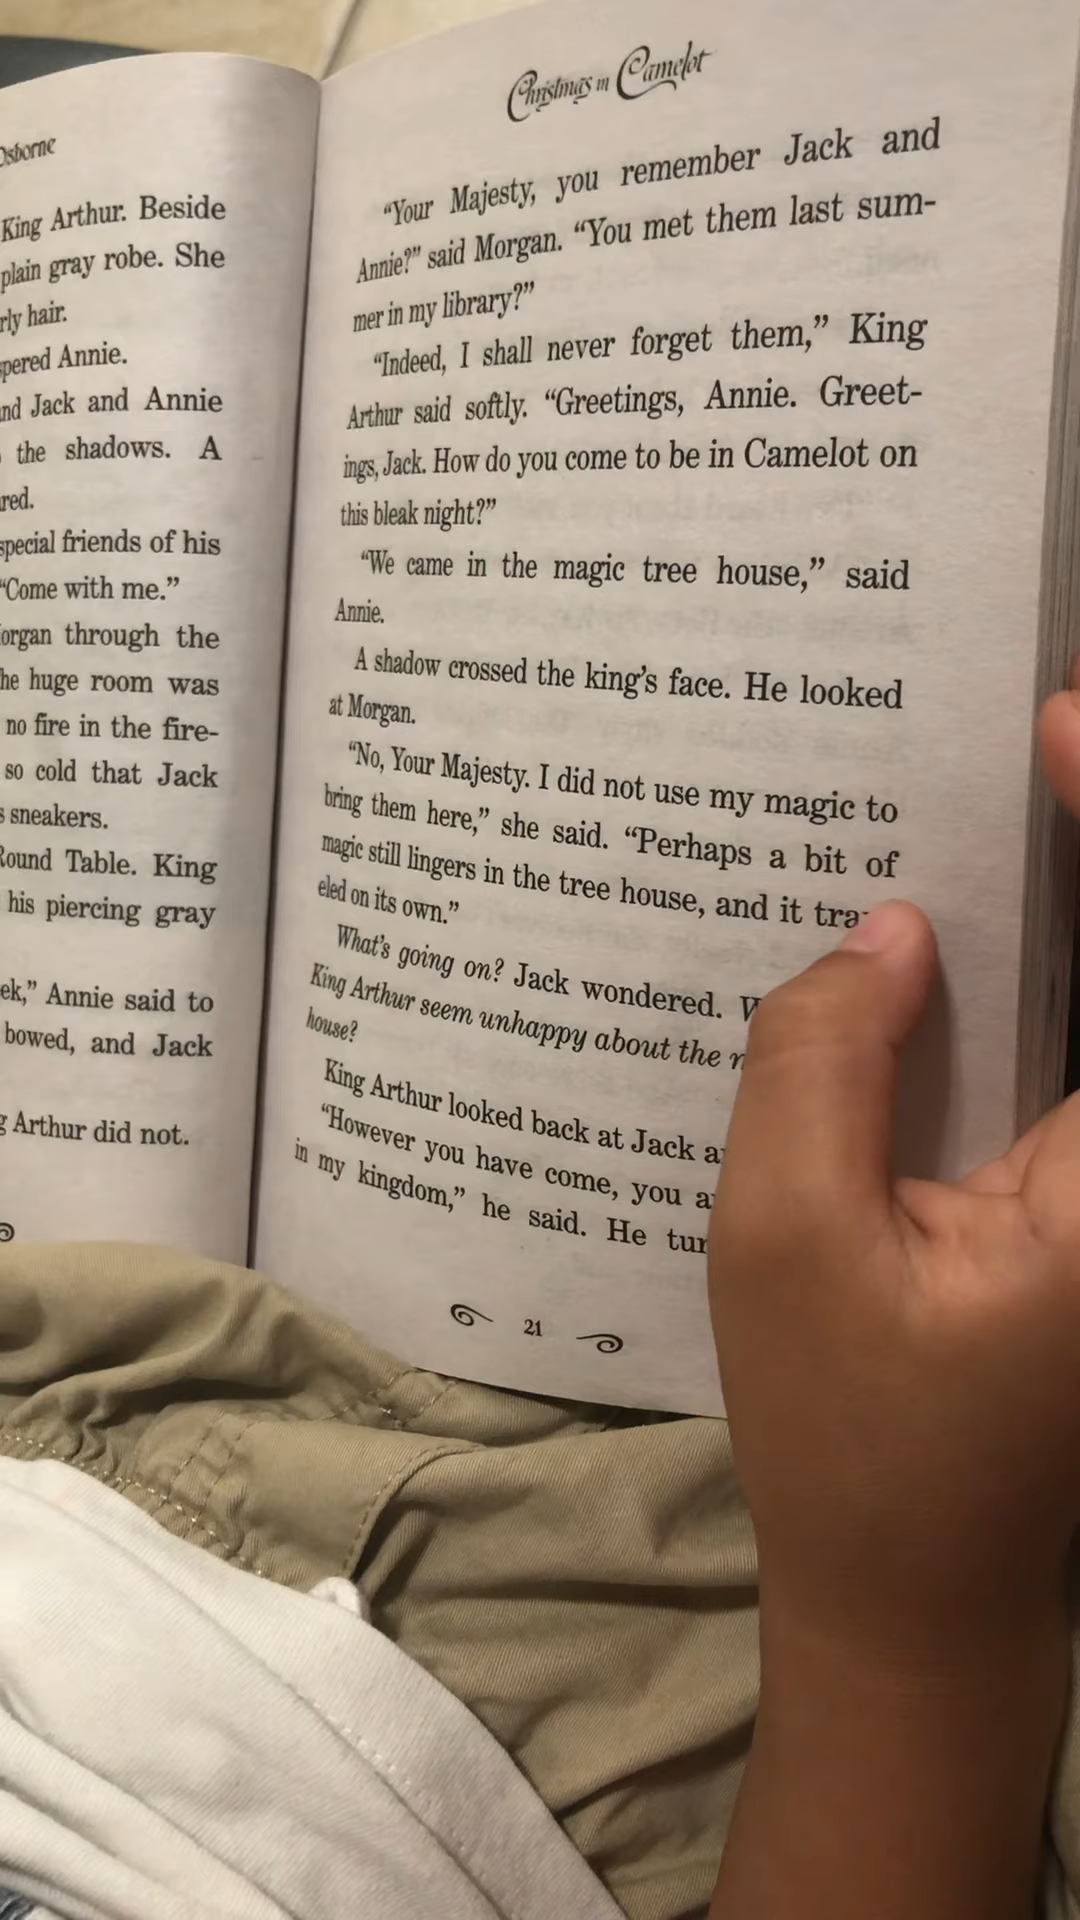 Osborne
King Arthur. Beside
plain gray robe. She
rly hair.
pered Annie.
nd Jack and Annie
the shadows. A
red.
special friends of his
“Come with me.”
organ through the
he huge room was
no fire in the fire-
so cold that Jack
s sneakers.
Round Table. King
his piercing gray
ek,” Annie said to
bowed, and Jack
g Arthur did not.
Christmas in Camelot
“Your Majesty, you remember Jack and
Annie?” said Morgan. “You met them last sum-
mer in my library?”
“Indeed, I shall never forget them,” King
Arthur said softly. “Greetings, Annie. Greet-
ings, Jack. How do you come to be in Camelot on
this bleak night?”
“We came in the magic tree house,” said
Annie.
A shadow crossed the king’s face. He looked
at Morgan.
“No, Your Majesty. I did not use my magic to
bring them here,” she said. “Perhaps a bit of
magic still lingers in the tree house, and it tra
eled on its own.”
What’s going on? Jack wondered. W
King Arthur seem unhappy about the
house?
King Arthur looked back at Jack a
“However you have come, you a
in my kingdom,” he said. He tur
21